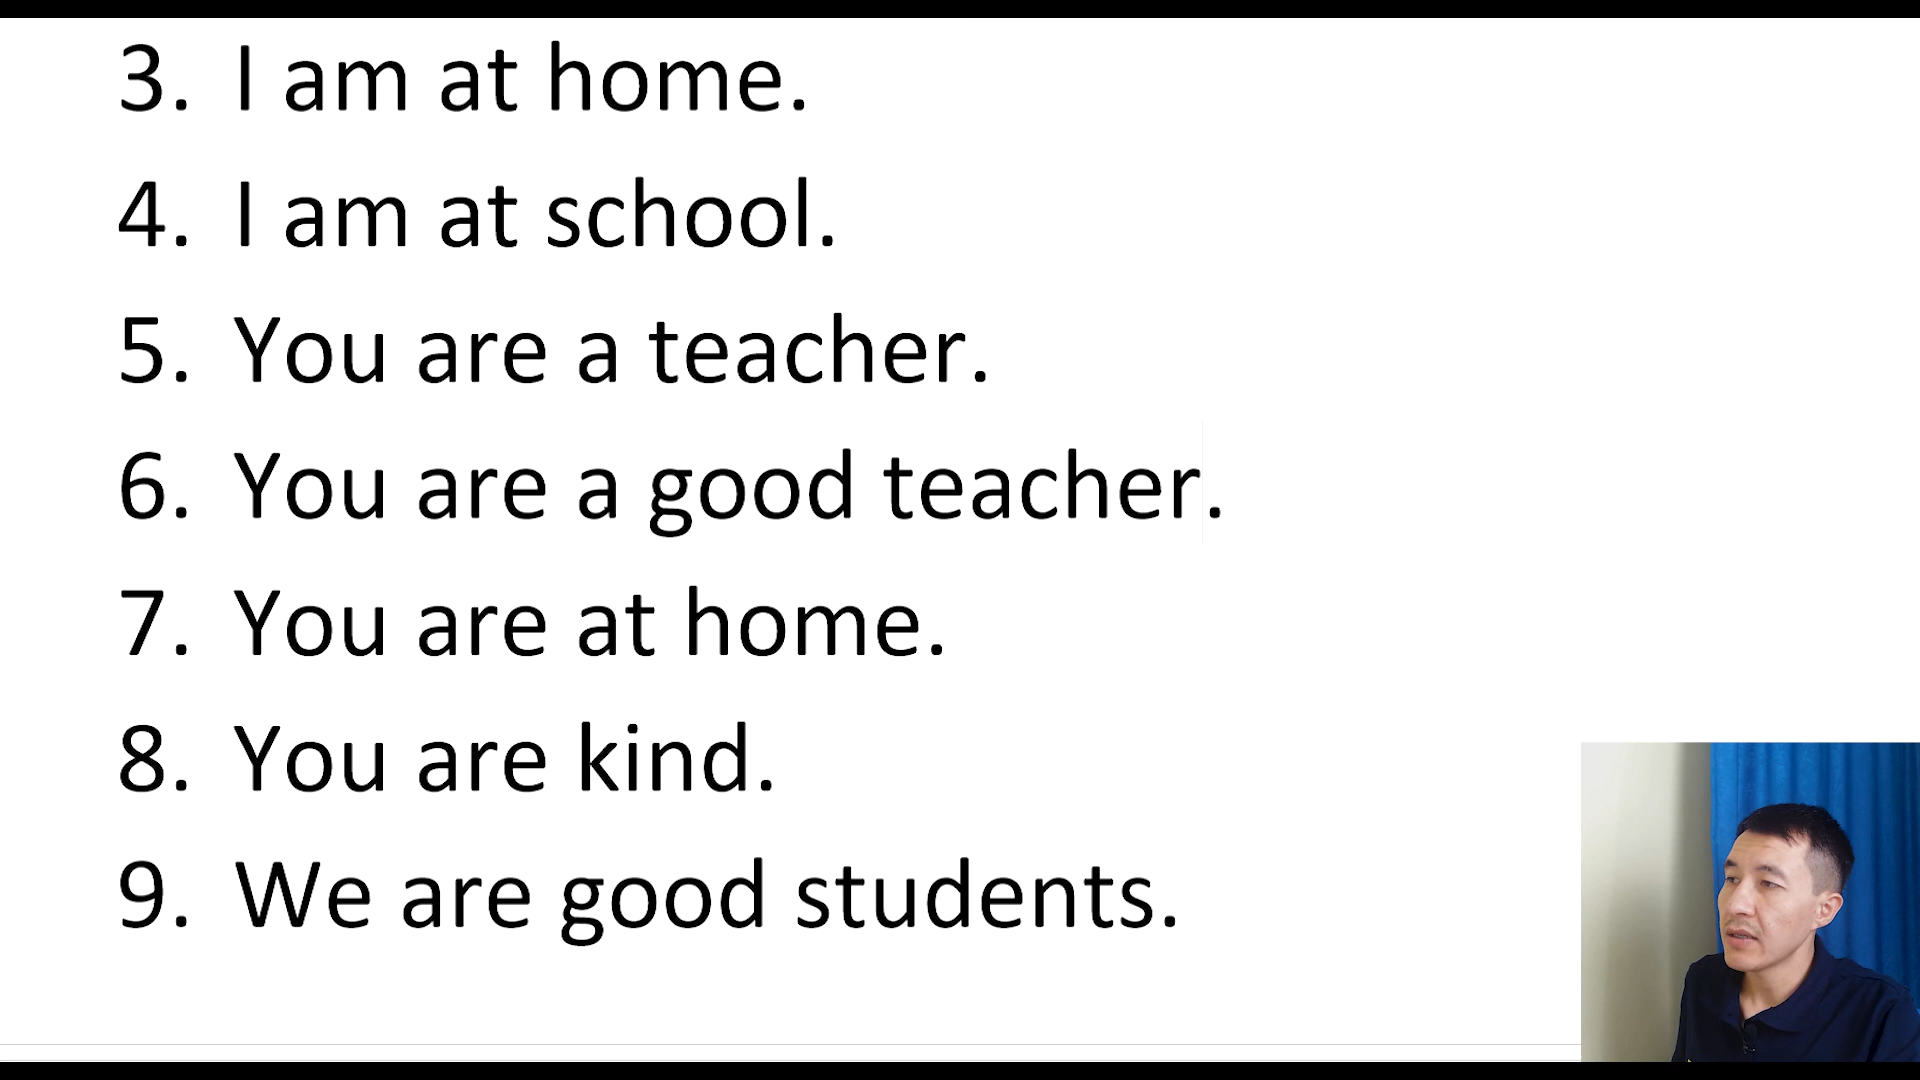 3. I am at home.
4. I am at school.
5. You are a teacher.
6. You are a good teacher.
7. You are at home.
8. You are kind.
9. We are good students.